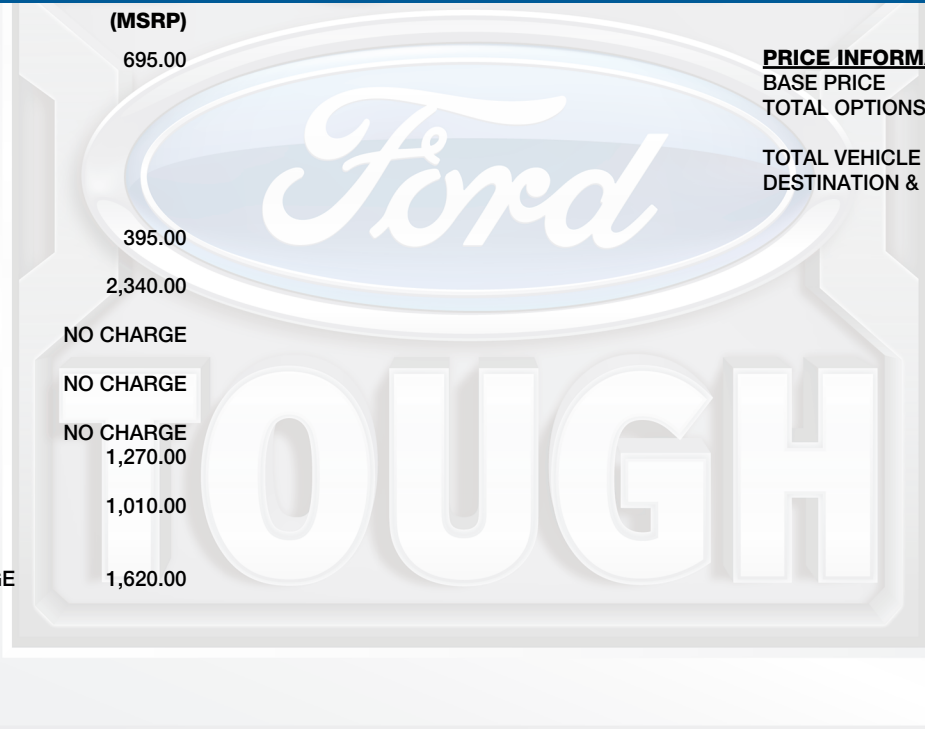 (MSRP)
695.00
395.00
2,340.00
NO CHARGE
NO CHARGE
NO CHARGE
1,270.00
1,010.00
1,620.00
PRICE INFORM
BASE PRICE
TOTAL OPTIONS
TOTAL VEHICLE
DESTINATION &
Ford
TOUGH